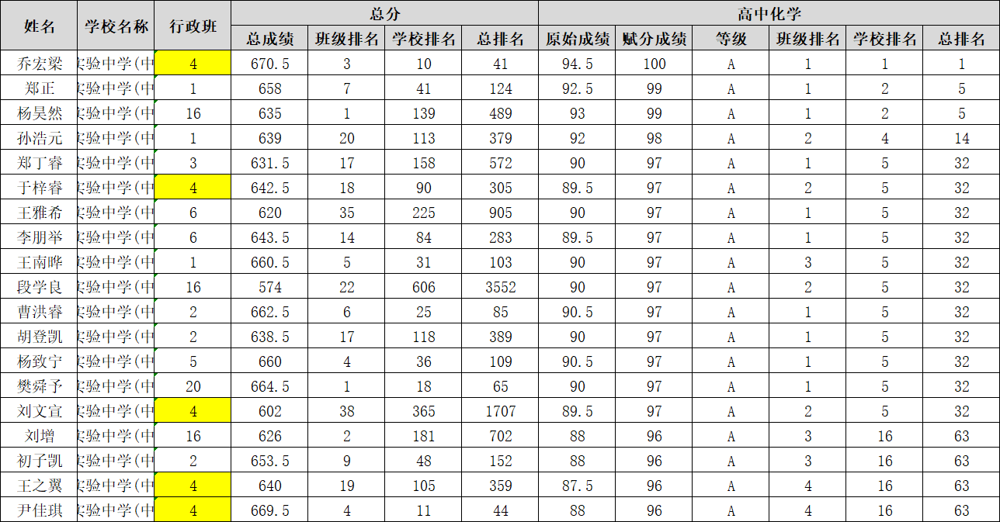 姓名 学校名称 行政班 总分 高中化学
总成绩 班级排名 学校排名 总排名 原始成绩 赋分成绩 等级 班级排名 学校排名 总排名
乔宏梁 实验中学(中 4 670.5 3 10 41 94.5 100 A 1 1 1
郑正 实验中学(中 1 658 7 41 124 92.5 99 A 1 2 5
杨昊然 实验中学(中 16 635 1 139 489 93 99 A 1 2 5
孙浩元 实验中学(中 1 639 20 113 379 92 98 A 2 4 14
郑丁睿 实验中学(中 3 631.5 17 158 572 90 97 A 1 5 32
于梓睿 实验中学(中 4 642.5 18 90 305 89.5 97 A 2 5 32
王雅希 实验中学(中 6 620 35 225 905 90 97 A 1 5 32
李朋举 实验中学(中 6 643.5 14 84 283 89.5 97 A 1 5 32
王南晔 实验中学(中 1 660.5 5 31 103 90 97 A 3 5 32
段学良 实验中学(中 16 574 22 606 3552 90 97 A 2 5 32
曹洪睿 实验中学(中 2 662.5 6 25 85 90.5 97 A 1 5 32
胡登凯 实验中学(中 2 638.5 17 118 389 90 97 A 1 5 32
杨致宁 实验中学(中 5 660 4 36 109 90.5 97 A 1 5 32
樊舜予 实验中学(中 20 664.5 1 18 65 90 97 A 1 5 32
刘文宣 实验中学(中 4 602 38 365 1707 89.5 97 A 2 5 32
刘增 实验中学(中 16 626 2 181 702 88 96 A 3 16 63
初子凯 实验中学(中 2 653.5 9 48 152 88 96 A 3 16 63
王之翼 实验中学(中 4 640 19 105 359 87.5 96 A 4 16 63
尹佳琪 实验中学(中 4 669.5 4 11 44 88 96 A 4 16 63